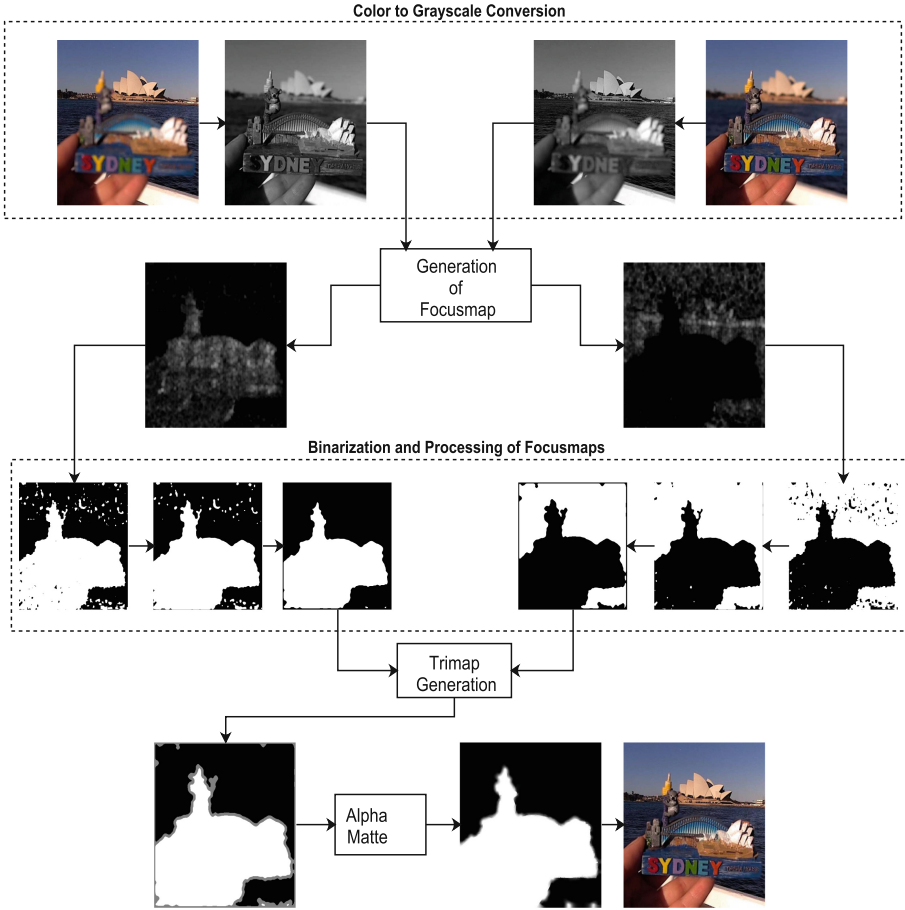 Color to Grayscale Conversion
SYDNEY
SYDNEY
SYDNEY
SYDNEY
Generation
of
Focusmap
Binarization and Processing of Focusmaps
Trimap
Generation
Alpha
Matte
SYDNEY